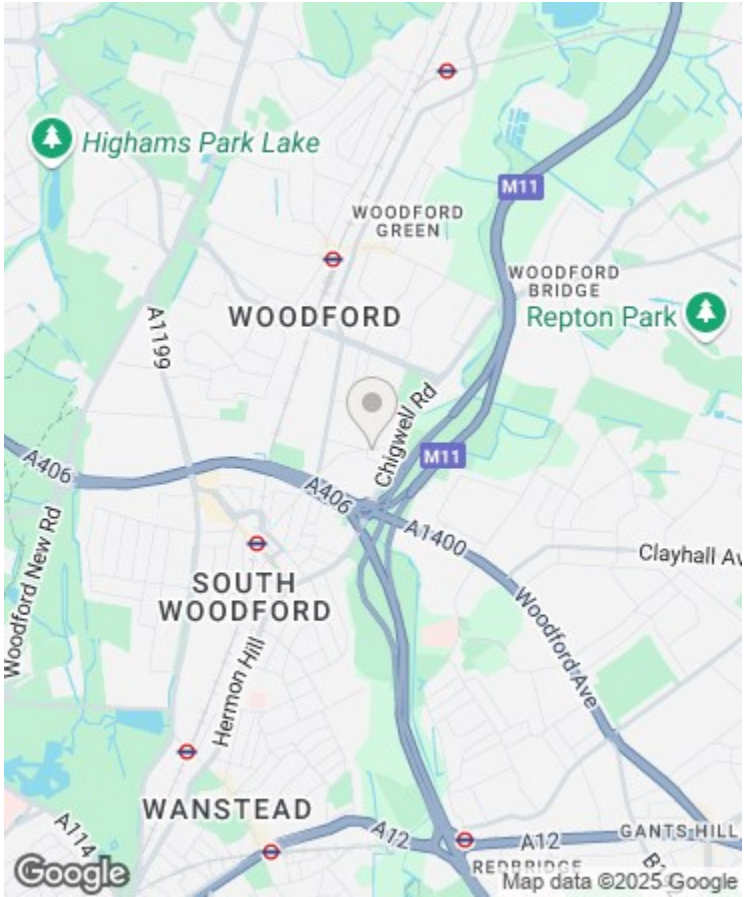 Highams Park Lake
M11
WOODFORD
GREEN
WOODFORD
BRIDGE
Repton Park
WOODFORD
A1199
Chigwell Rd
M11
A406
A406
A1400
Clayhall Av
Woodford New Rd
SOUTH
WOODFORD
Woodford Ave
Hermon Hill
WANSTEAD
A114
A12
A12
GANTS HILL
REDBRIDGE
Google
Map data ©2025 Google